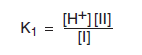 K₁ = [H⁺][II]
[I]